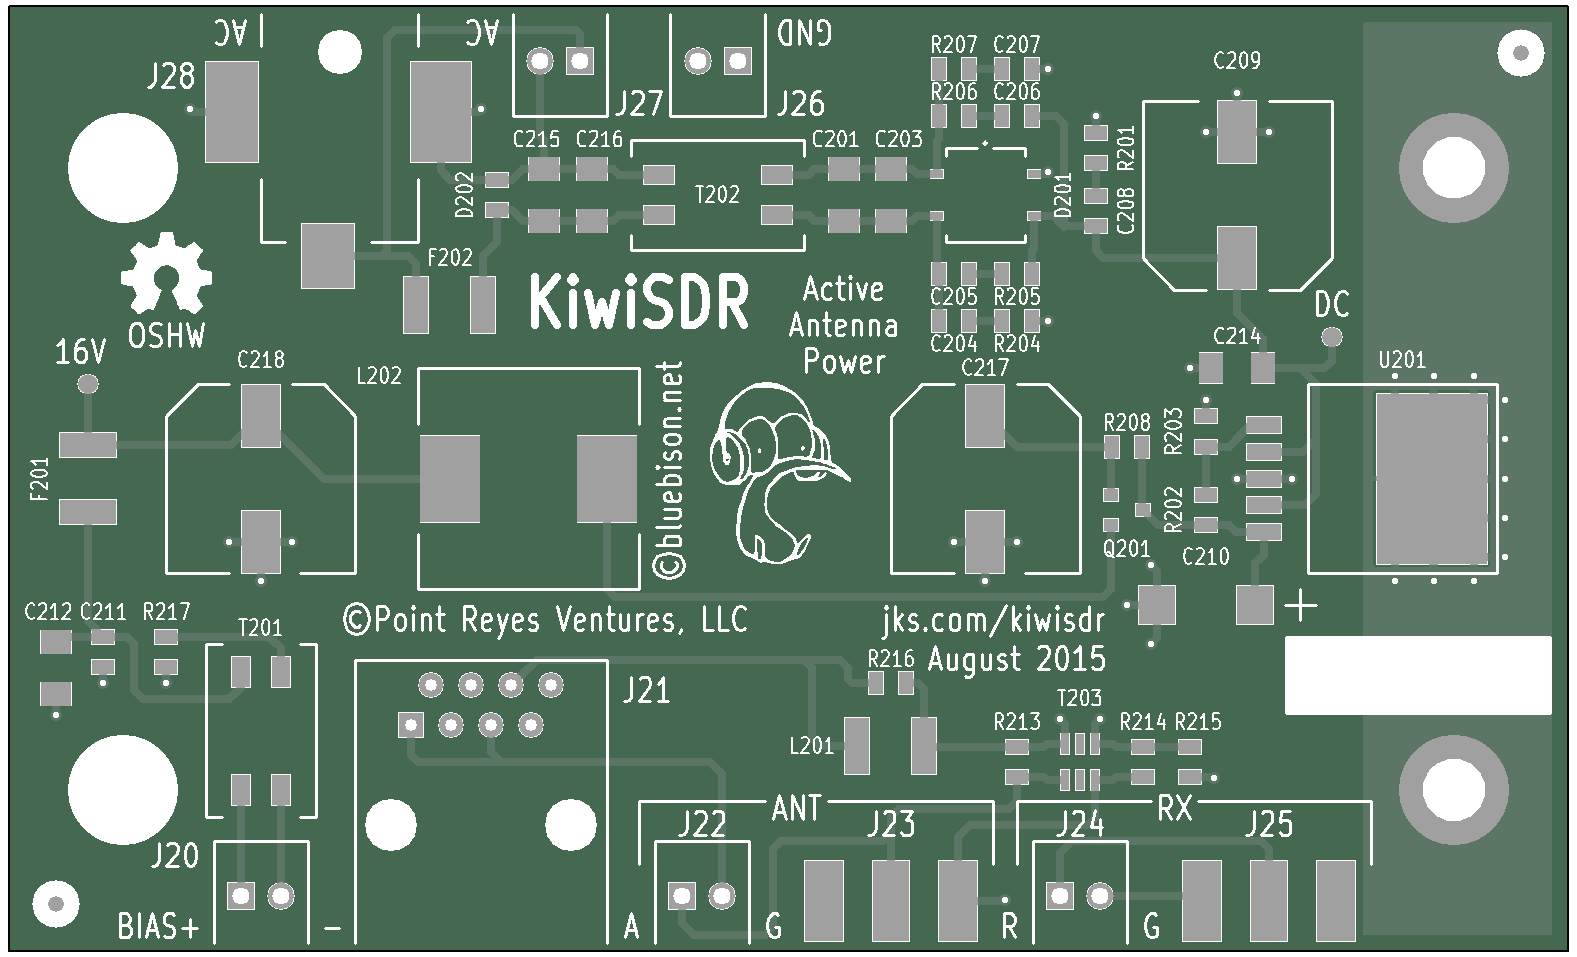 AC
AC
GND
J28
J27
J26
R207
C207
C209
R206
C206
C215
C216
C201
C203
R201
D202
T202
D201
C208
F202
KiwiSDR
Active
Antenna
Power
C205
R205
C204
R204
DC
OSHW
16V
C218
L202
C217
C214
U201
©bluebison.net
F201
R208
R203
R202
Q201
C210
C212
C211
R217
T201
©Point Reyes Ventures, LLC
jks.com/kiwisdr
August 2015
+
J21
R216
T203
L201
R213
R214
R215
ANT
RX
J22
J23
J24
J25
J20
BIAS+
-
A
G
R
G